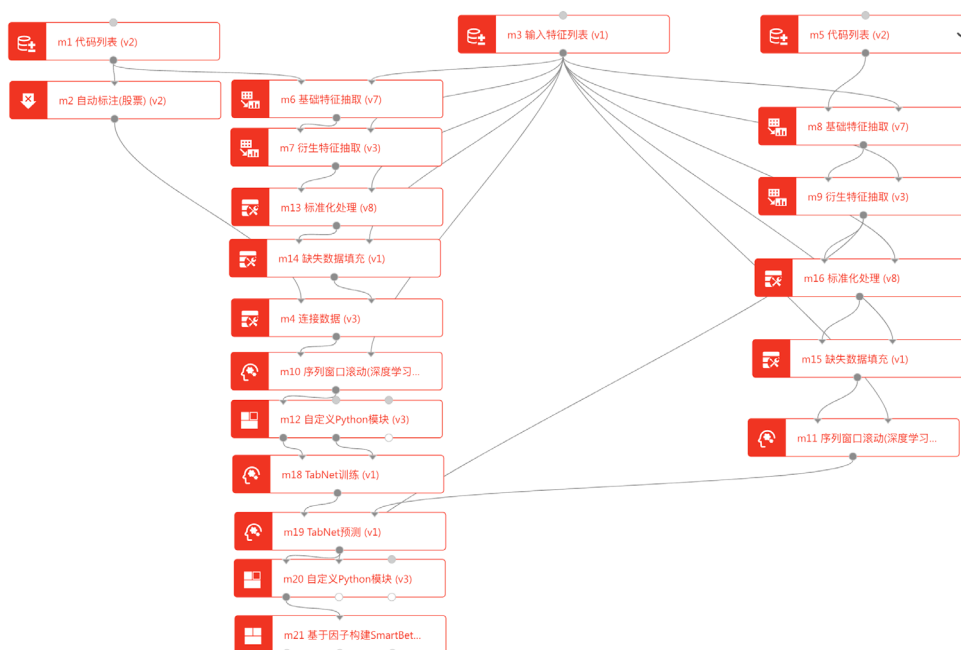 m1 代码列表 (v2)
m3 输入特征列表 (v1)
m5 代码列表 (v2)
m2 自动标注(股票) (v2)
m6 基础特征抽取 (v7)
m8 基础特征抽取 (v7)
m7 衍生特征抽取 (v3)
m9 衍生特征抽取 (v3)
m13 标准化处理 (v8)
m14 缺失数据填充 (v1)
m16 标准化处理 (v8)
m4 连接数据 (v3)
m15 缺失数据填充 (v1)
m10 序列窗口滚动(深度学习...
m12 自定义Python模块 (v3)
m11 序列窗口滚动(深度学习...
m18 TabNet训练 (v1)
m19 TabNet预测 (v1)
m20 自定义Python模块 (v3)
m21 基于因子构建SmartBet...